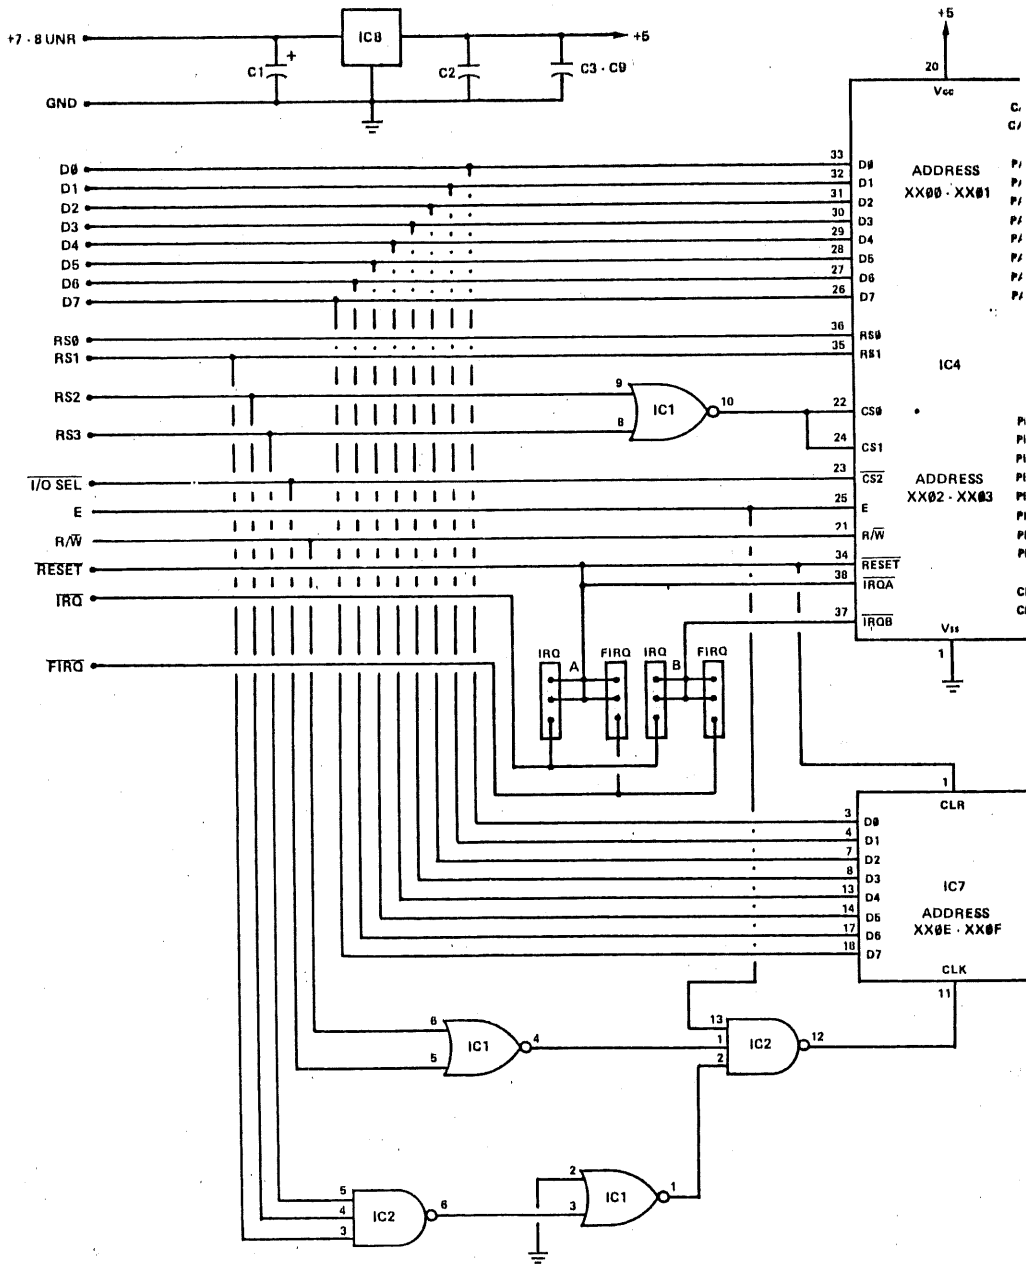 +5
+7 - 8 UNR
IC8
+5
C1
+
C2
C3 - C9
GND
20
Vcc
D0
33
D0
ADDRESS
XX00 - XX01
D1
32
D1
D2
31
D2
D3
30
D3
D4
29
D4
D5
28
D5
D6
27
D6
D7
26
D7
RS0
36
RS0
RS1
35
RS1
IC4
RS2
9
IC1
10
22
CS0
RS3
8
24
CS1
I/O SEL
23
CS2
ADDRESS
XX02 - XX03
E
25
E
R/W
21
R/W
RESET
34
RESET
38
IRQA
IRQ
37
IRQB
Vss
1
FIRQ
IRQ
A
FIRQ
IRQ
B
FIRQ
1
CLR
3
D0
4
D1
7
D2
8
D3
13
D4
14
D5
17
D6
18
D7
IC7
ADDRESS
XX0E - XX0F
CLK
11
6
5
IC1
4
13
1
2
IC2
12
5
4
3
IC2
6
2
3
IC1
1